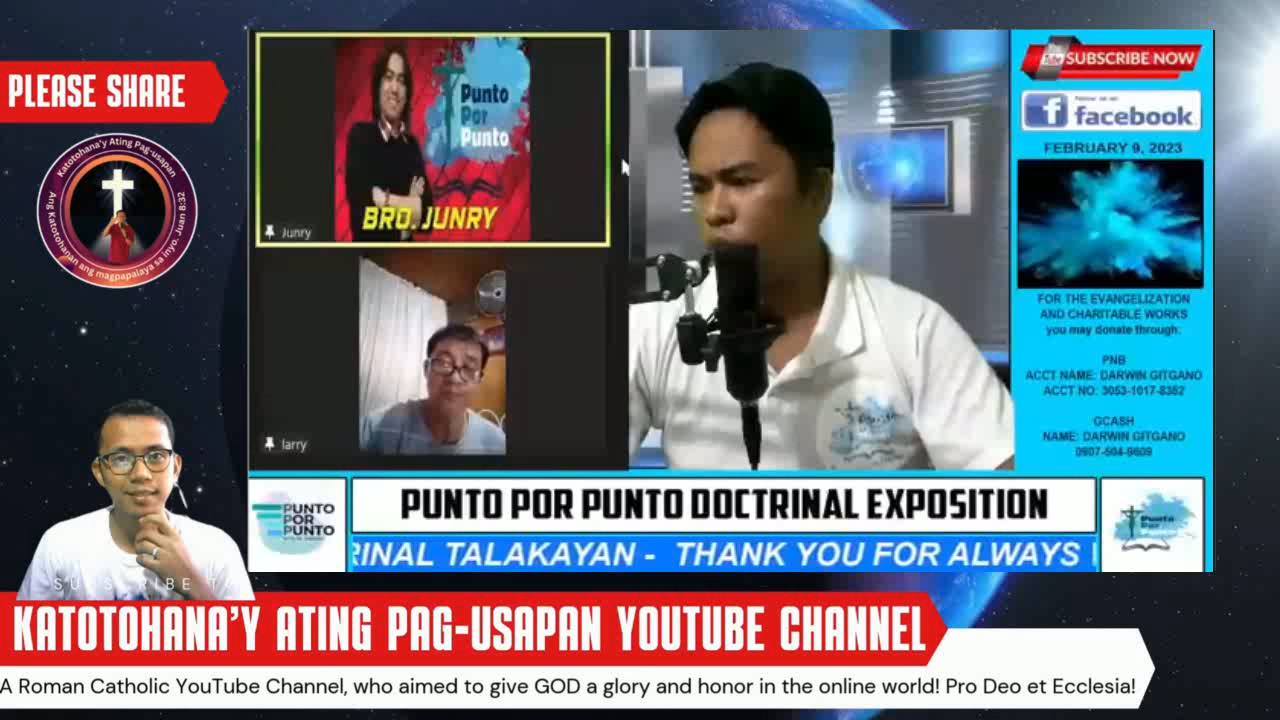 PLEASE SHARE
Katotohana'y Ating Pag-usapan
Ang Katotohanan ang magpapalaya sa inyo. Juan 8:32
Punto
Por
Punto
BRO. JUNRY
Junry
larry
SUBSCRIBE NOW
facebook
FEBRUARY 9, 2023
FOR THE EVANGELIZATION
AND CHARITABLE WORKS
you may donate through:
PNB
ACCT NAME: DARWIN GITGANO
ACCT NO: 3053-1017-8352
GCASH
NAME: DARWIN GITGANO
0907-504-9609
PUNTO
POR
PUNTO
PUNTO POR PUNTO DOCTRINAL EXPOSITION
RINAL TALAKAYAN - THANK YOU FOR ALWAYS
Punto
Por
SUBSCRIBE T
KATOTOHANA'Y ATING PAG-USAPAN YOUTUBE CHANNEL
A Roman Catholic YouTube Channel, who aimed to give GOD a glory and honor in the online world! Pro Deo et Ecclesia!